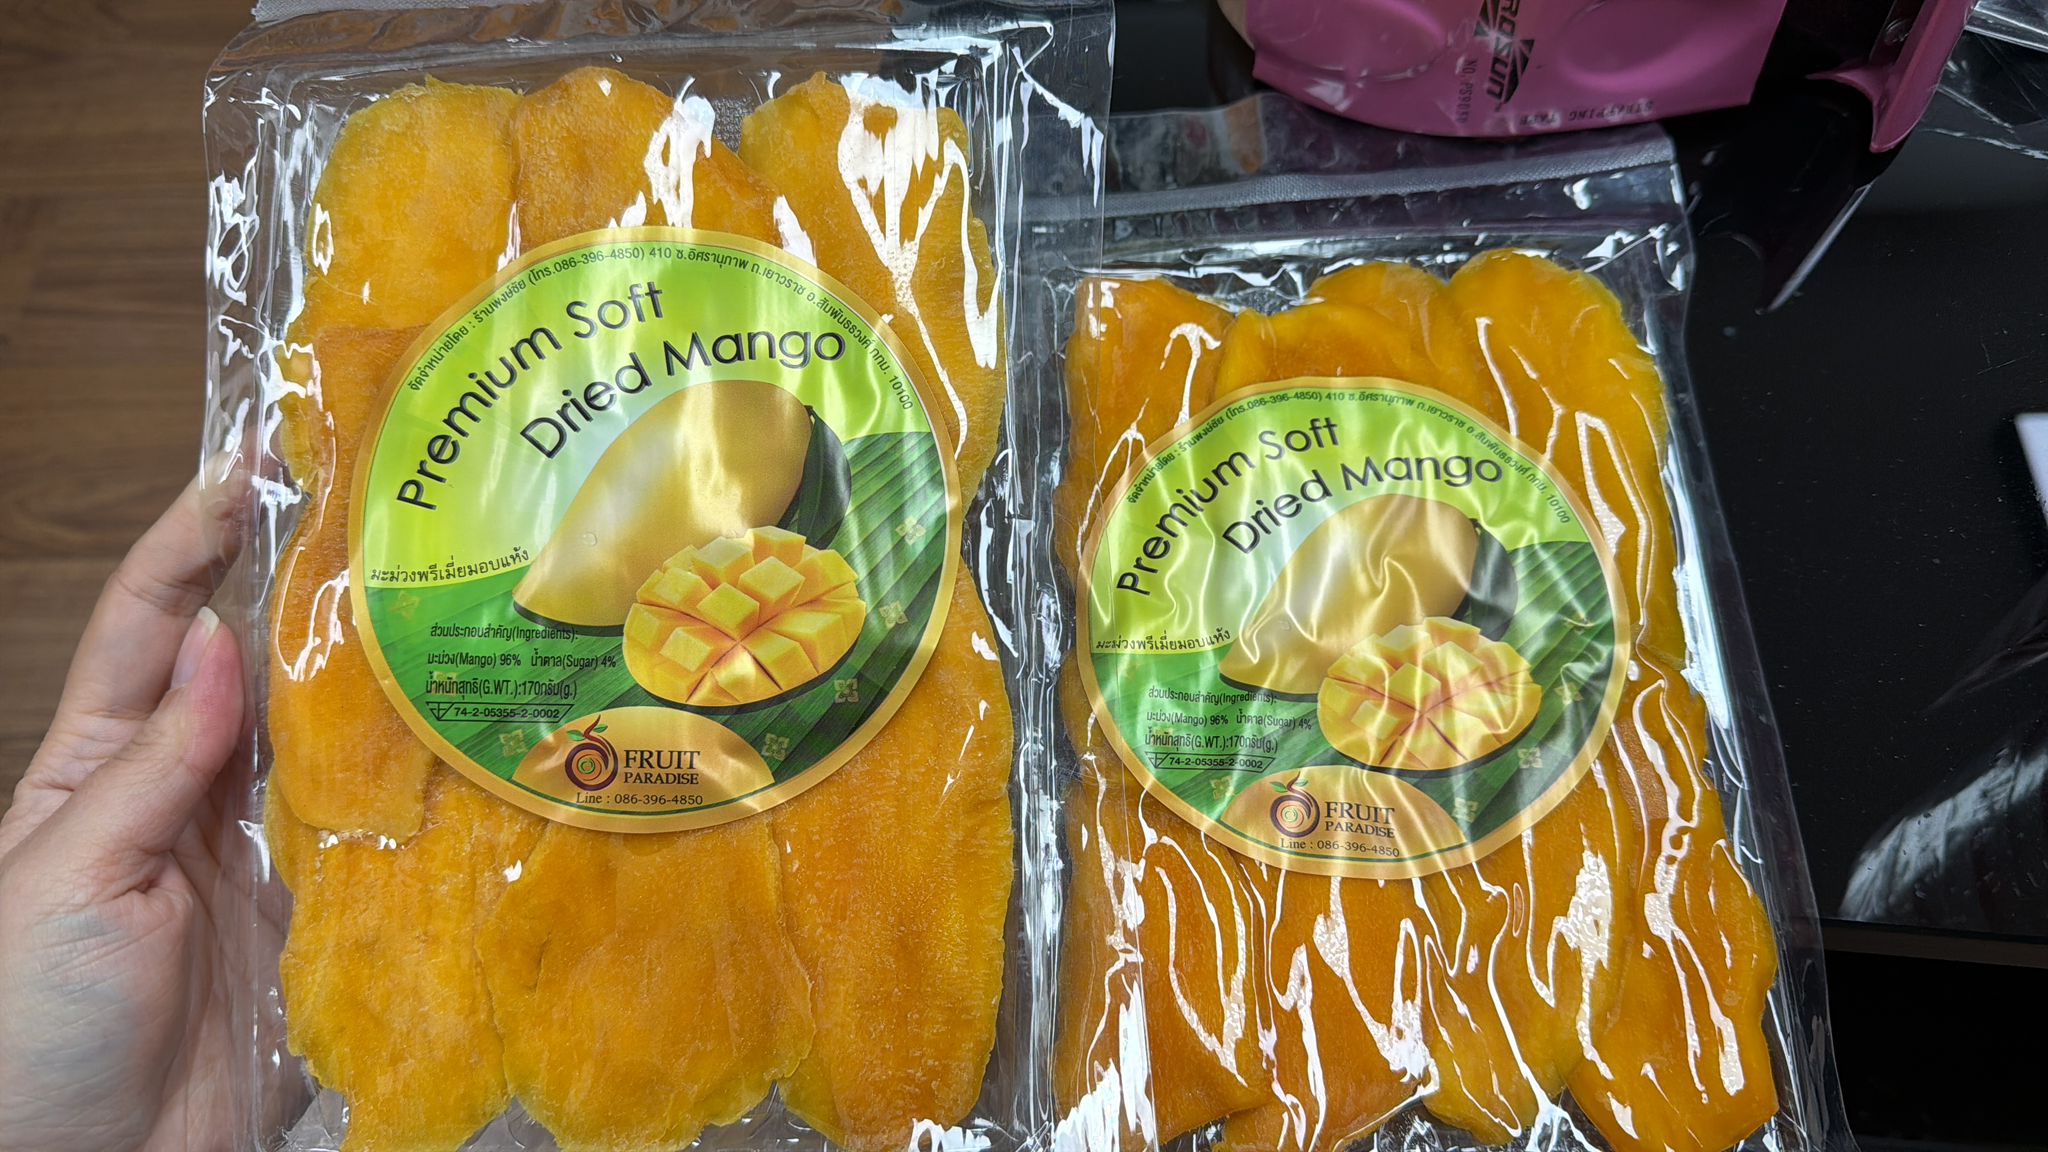 จัดจำหน่ายโดย : ร้านพงษ์ชัย (โทร.086-396-4850) 410 ซ.อิศรานุภาพ ถ.เยาวราช อ.สัมพันธวงศ์ กทม. 10100
Premium Soft
Dried Mango
มะม่วงพรีเมี่ยมอบแห้ง
ส่วนประกอบสำคัญ(Ingredients):
มะม่วง(Mango) 96% น้ำตาล(Sugar) 4%
น้ำหนักสุทธิ(G.WT.):170กรัม(g.)
74-2-05355-2-0002
FRUIT
PARADISE
Line : 086-396-4850
จัดจำหน่ายโดย : ร้านพงษ์ชัย (โทร.086-396-4850) 410 ซ.อิศรานุภาพ ถ.เยาวราช อ.สัมพันธวงศ์ กทม. 10100
Premium Soft
Dried Mango
มะม่วงพรีเมี่ยมอบแห้ง
ส่วนประกอบสำคัญ(Ingredients):
มะม่วง(Mango) 96% น้ำตาล(Sugar) 4%
น้ำหนักสุทธิ(G.WT.):170กรัม(g.)
74-2-05355-2-0002
FRUIT
PARADISE
Line : 086-396-4850